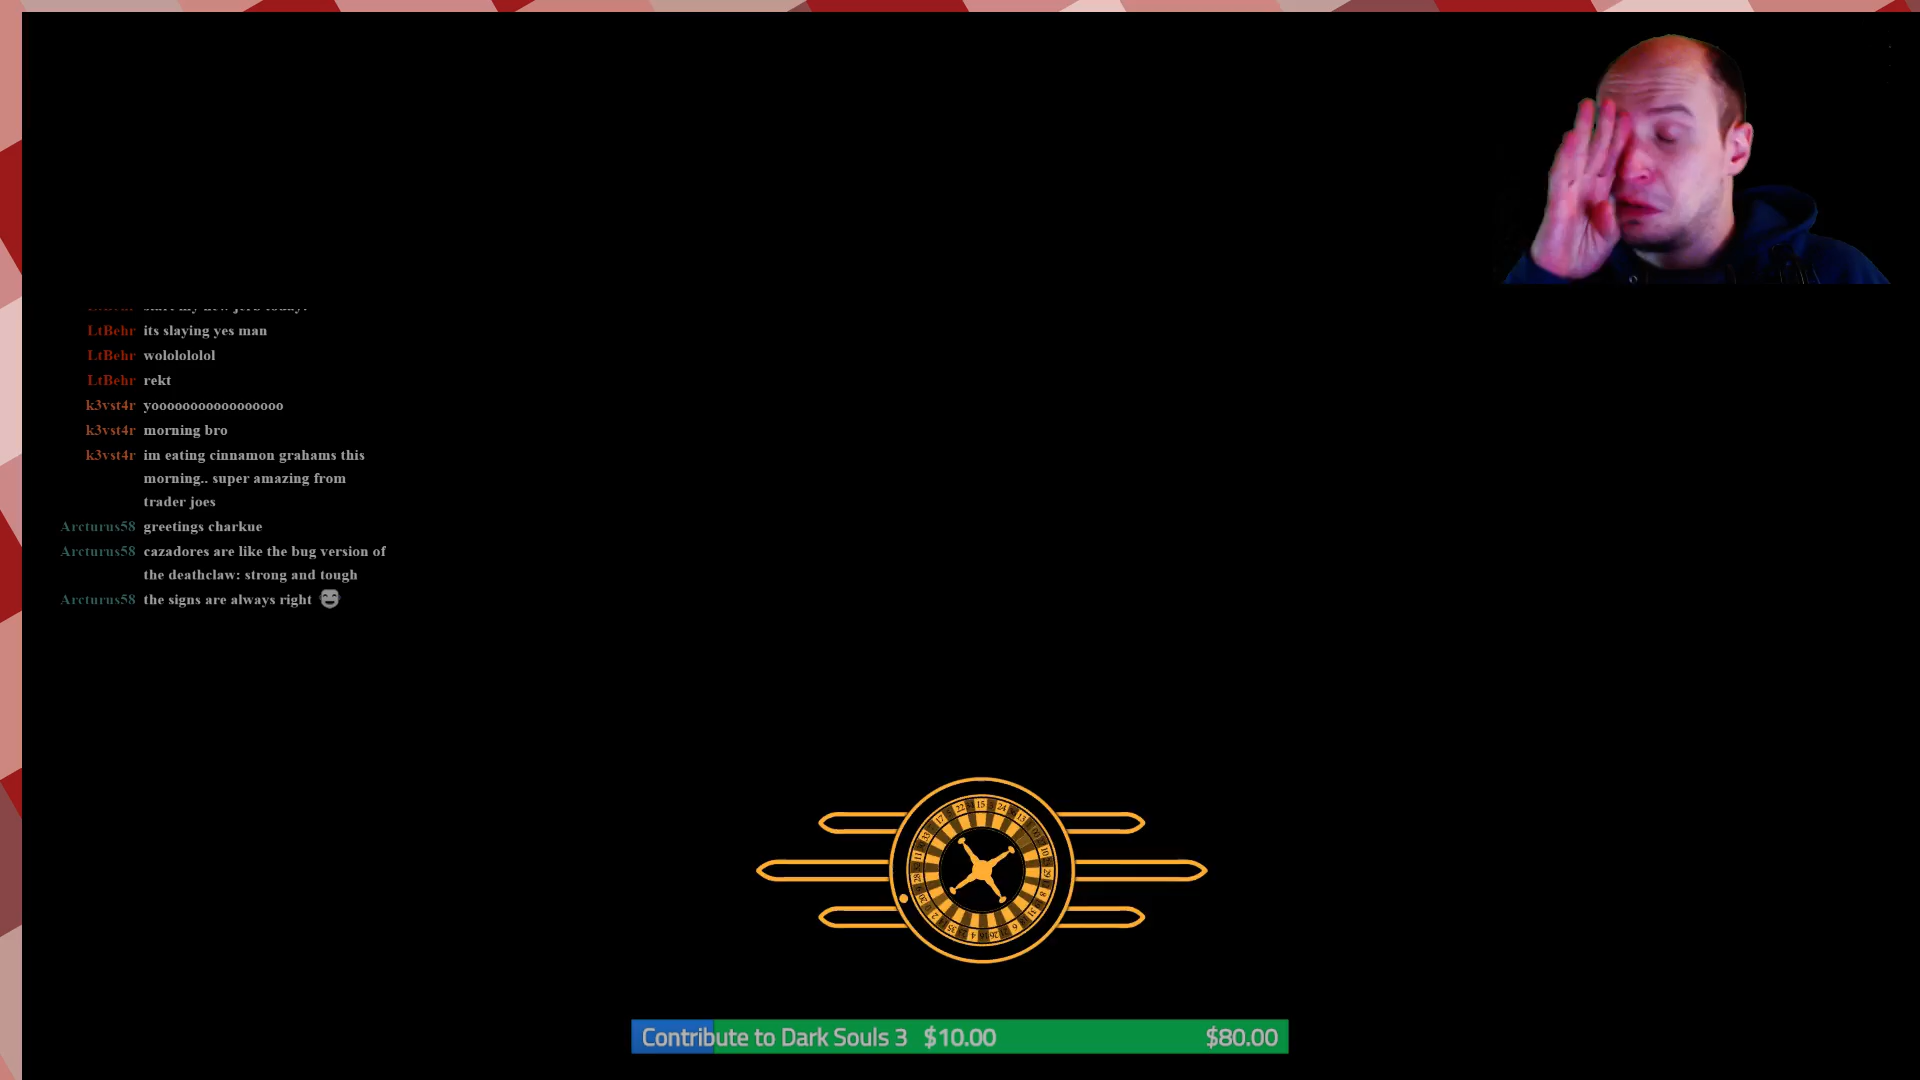 LtBehr its slaying yes man
LtBehr wolololololol
LtBehr rekt
k3vst4r yooooooooooooooooo
k3vst4r morning bro
k3vst4r im eating cinnamon grahams this
morning.. super amazing from
trader joes
Arcturus58 greetings charkue
Arcturus58 cazadores are like the bug version of
the deathclaw: strong and tough
Arcturus58 the signs are always right
Contribute to Dark Souls 3 $10.00 $80.00